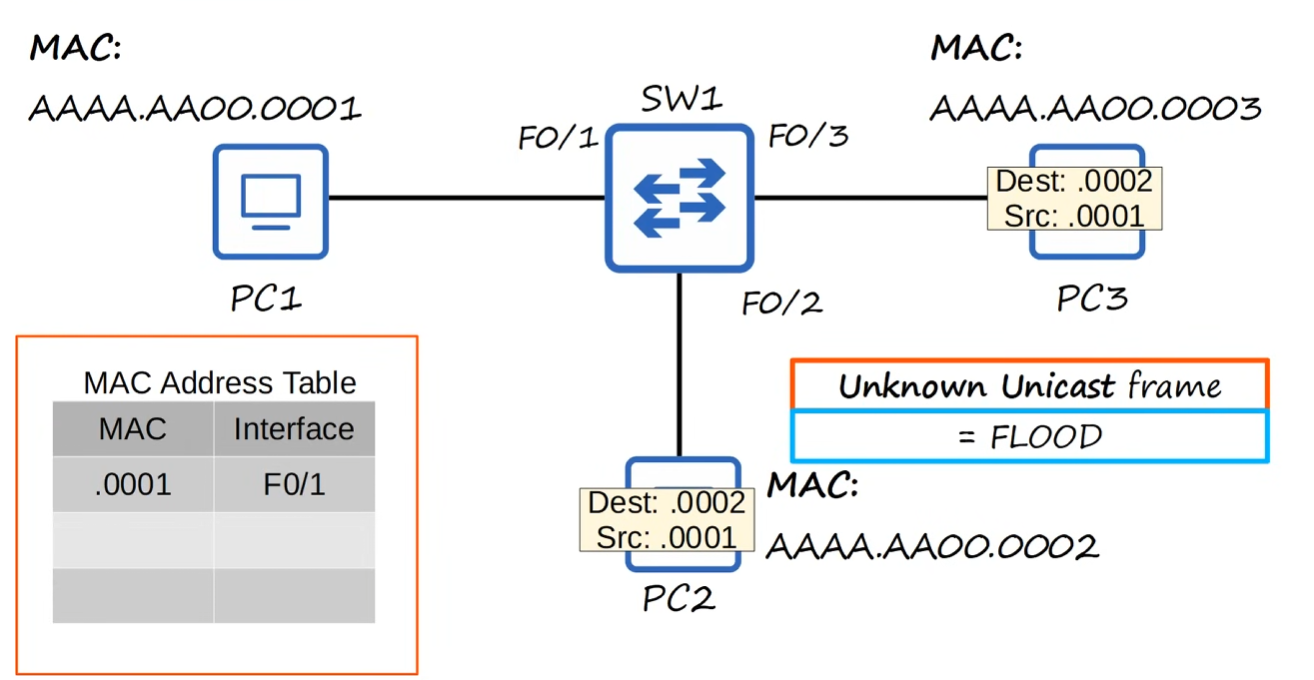 MAC:
AAAA.AA00.0001
PC1
SW1
F0/1
F0/3
F0/2
MAC:
AAAA.AA00.0003
Dest: .0002
Src: .0001
PC3
MAC Address Table
MAC Interface
.0001 F0/1
Unknown Unicast frame
= FLOOD
Dest: .0002
Src: .0001
PC2
MAC:
AAAA.AA00.0002